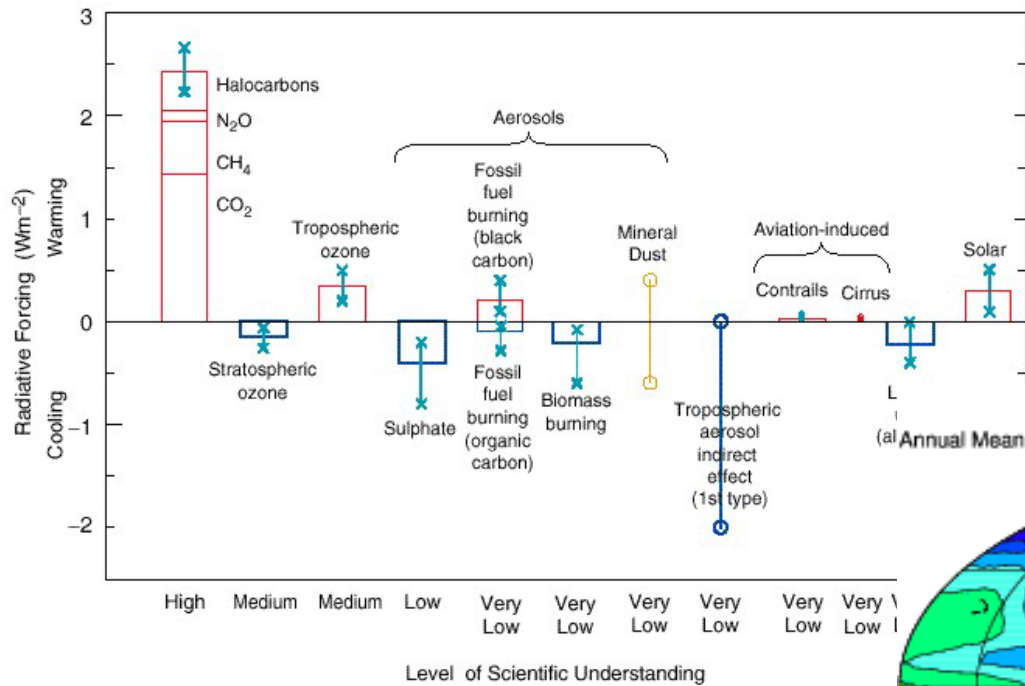 3
2
1
0
−1
−2
Radiative Forcing (Wm−2)
Cooling
Warming
Halocarbons
N2O
CH4
CO2
Stratospheric
ozone
Tropospheric
ozone
Aerosols
Sulphate
Fossil
fuel
burning
(black
carbon)
Fossil
fuel
burning
(organic
carbon)
Biomass
burning
Mineral
Dust
Tropospheric
aerosol
indirect
effect
(1st type)
Aviation-induced
Contrails
Cirrus
Solar
Annual Mean
High
Medium
Medium
Low
Very
Low
Very
Low
Very
Low
Very
Low
Very
Low
Very
Low
Level of Scientific Understanding